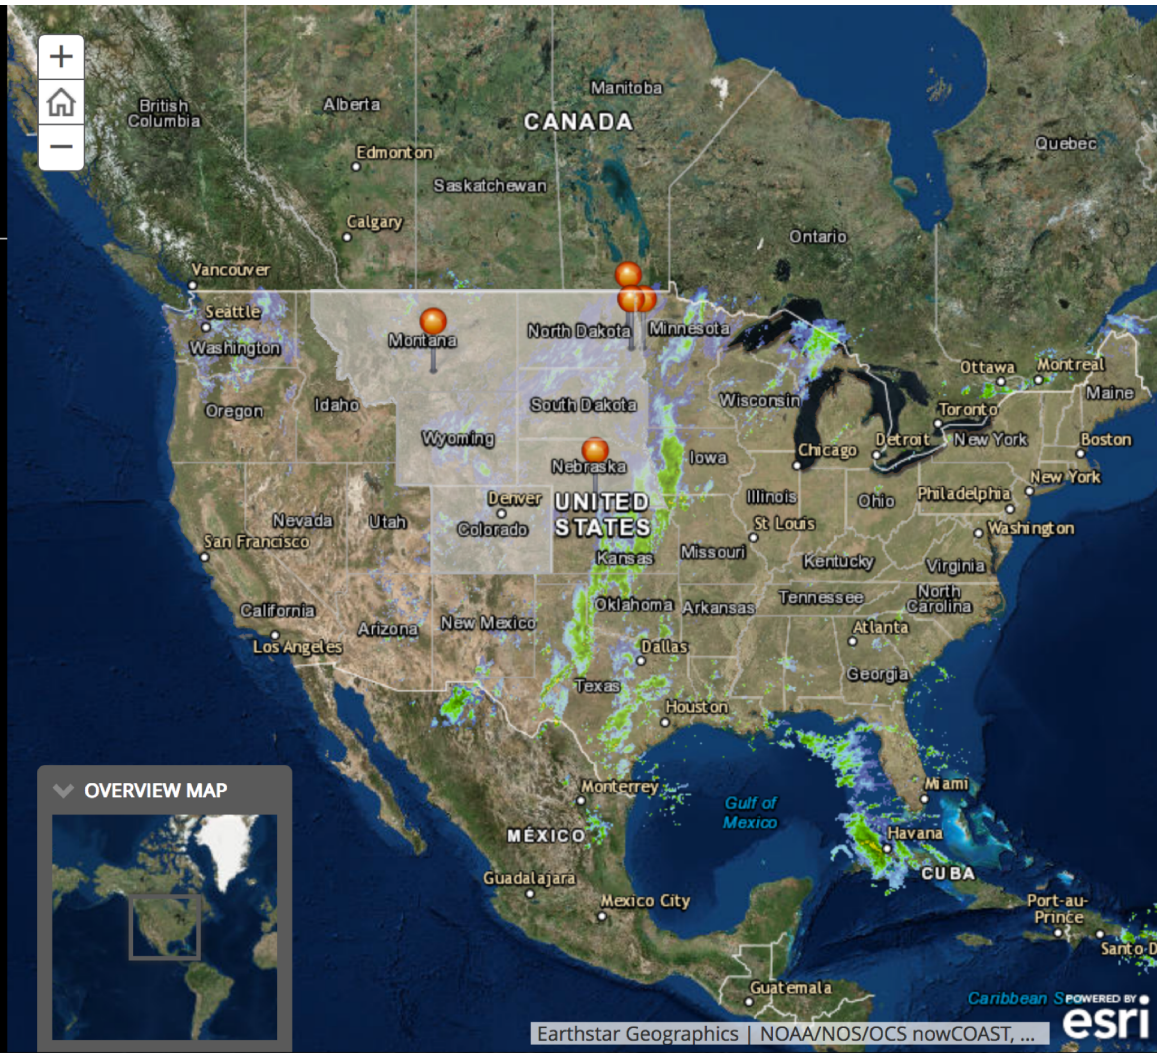 +
−
Manitoba
British
Columbia
Alberta
CANADA
Quebec
Edmonton
Saskatchewan
Calgary
Ontario
Vancouver
Seattle
North Dakota
Minnesota
Montana
Washington
Ottawa
Montreal
Maine
Oregon
Idaho
South Dakota
Wisconsin
Toronto
Wyoming
Chicago
Detroit
New York
Boston
Nebraska
Iowa
New York
Denver
UNITED
STATES
Illinois
Ohio
Philadelphia
Nevada
Utah
Colorado
St Louis
Washington
San Francisco
Kansas
Missouri
Kentucky
Virginia
California
Oklahoma
Arkansas
Tennessee
North
Carolina
Arizona
New Mexico
Atlanta
Los Angeles
Dallas
Texas
Georgia
Houston
OVERVIEW MAP
Monterrey
Miami
Gulf of
Mexico
MÉXICO
Havana
CUBA
Guadalajara
Mexico City
Port-au-
Prince
Santo D
Guatemala
Caribbean S
POWERED BY
esri
Earthstar Geographics | NOAA/NOS/OCS nowCOAST, ...